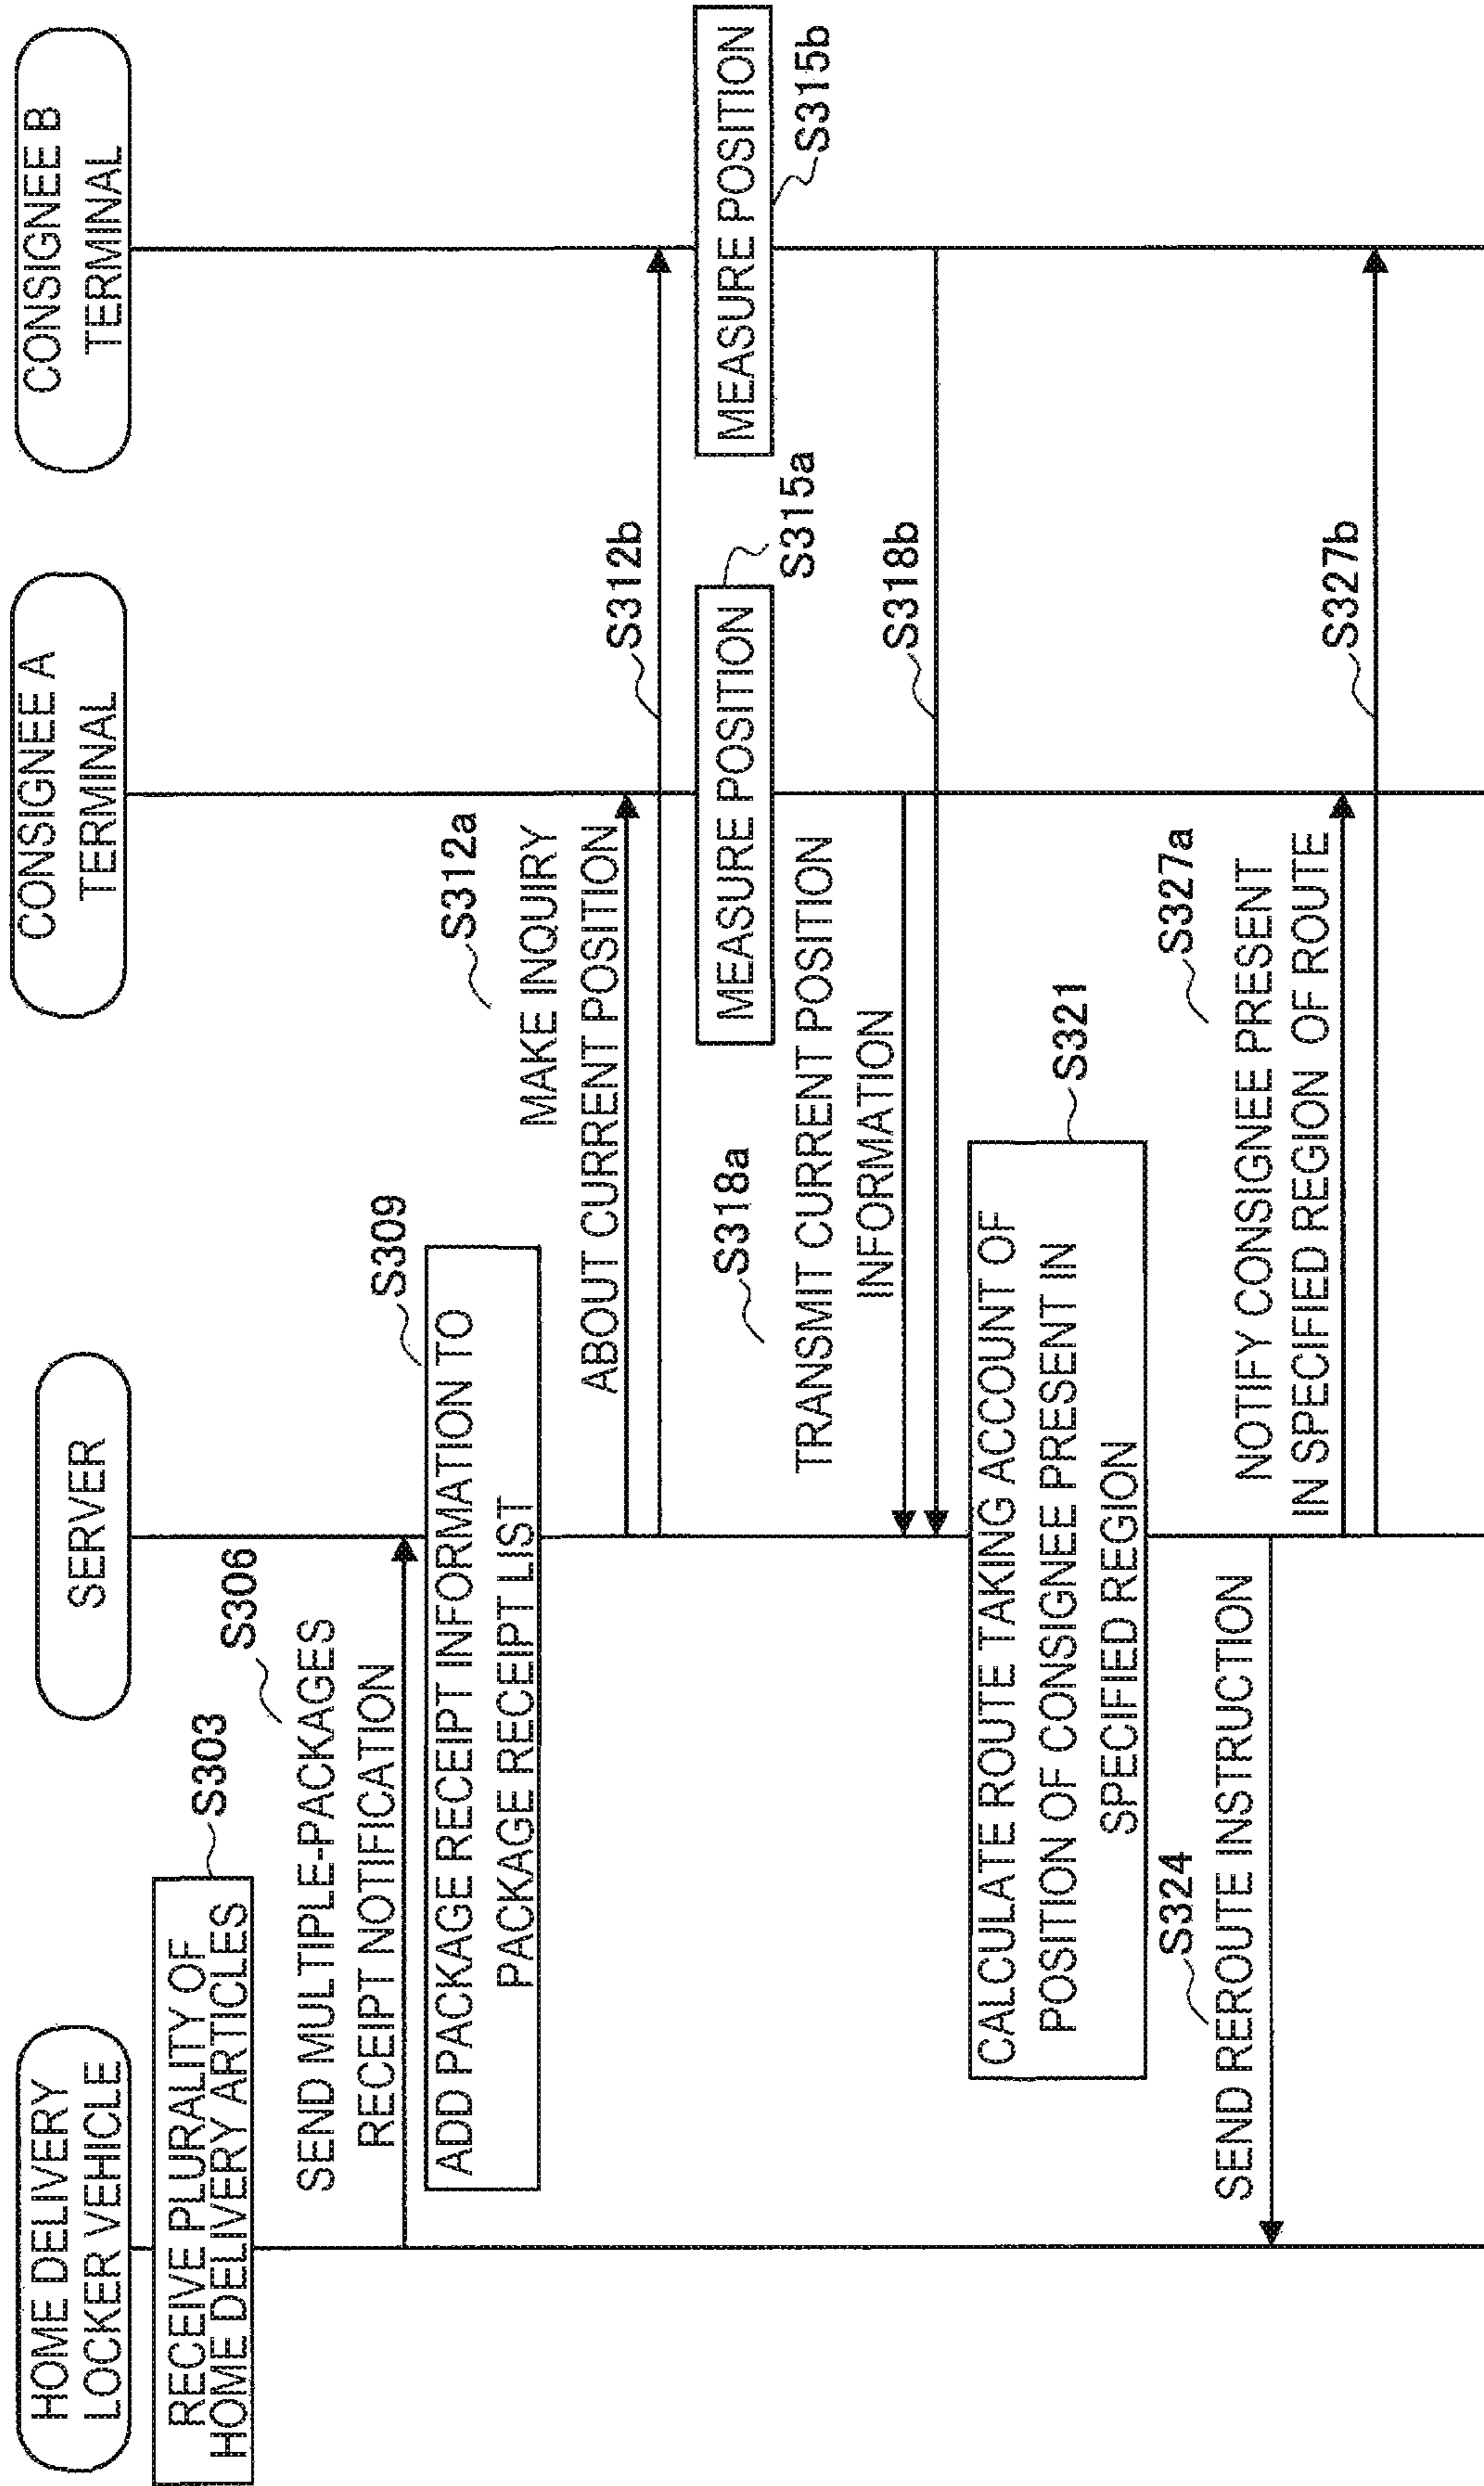 HOME DELIVERY
LOCKER VEHICLE
SERVER
CONSIGNEE A
TERMINAL
CONSIGNEE B
TERMINAL
RECEIVE PLURALITY OF
HOME DELIVERY ARTICLES
S303
S306
SEND MULTIPLE-PACKAGES
RECEIPT NOTIFICATION
S309
ADD PACKAGE RECEIPT INFORMATION TO
PACKAGE RECEIPT LIST
S312a
MAKE INQUIRY
ABOUT CURRENT POSITION
S312b
MEASURE POSITION
S315a
MEASURE POSITION
S315b
S318a
TRANSMIT CURRENT POSITION
INFORMATION
S318b
CALCULATE ROUTE TAKING ACCOUNT OF
POSITION OF CONSIGNEE PRESENT IN
SPECIFIED REGION
S321
S324
SEND REROUTE INSTRUCTION
S327a
NOTIFY CONSIGNEE PRESENT
IN SPECIFIED REGION OF ROUTE
S327b